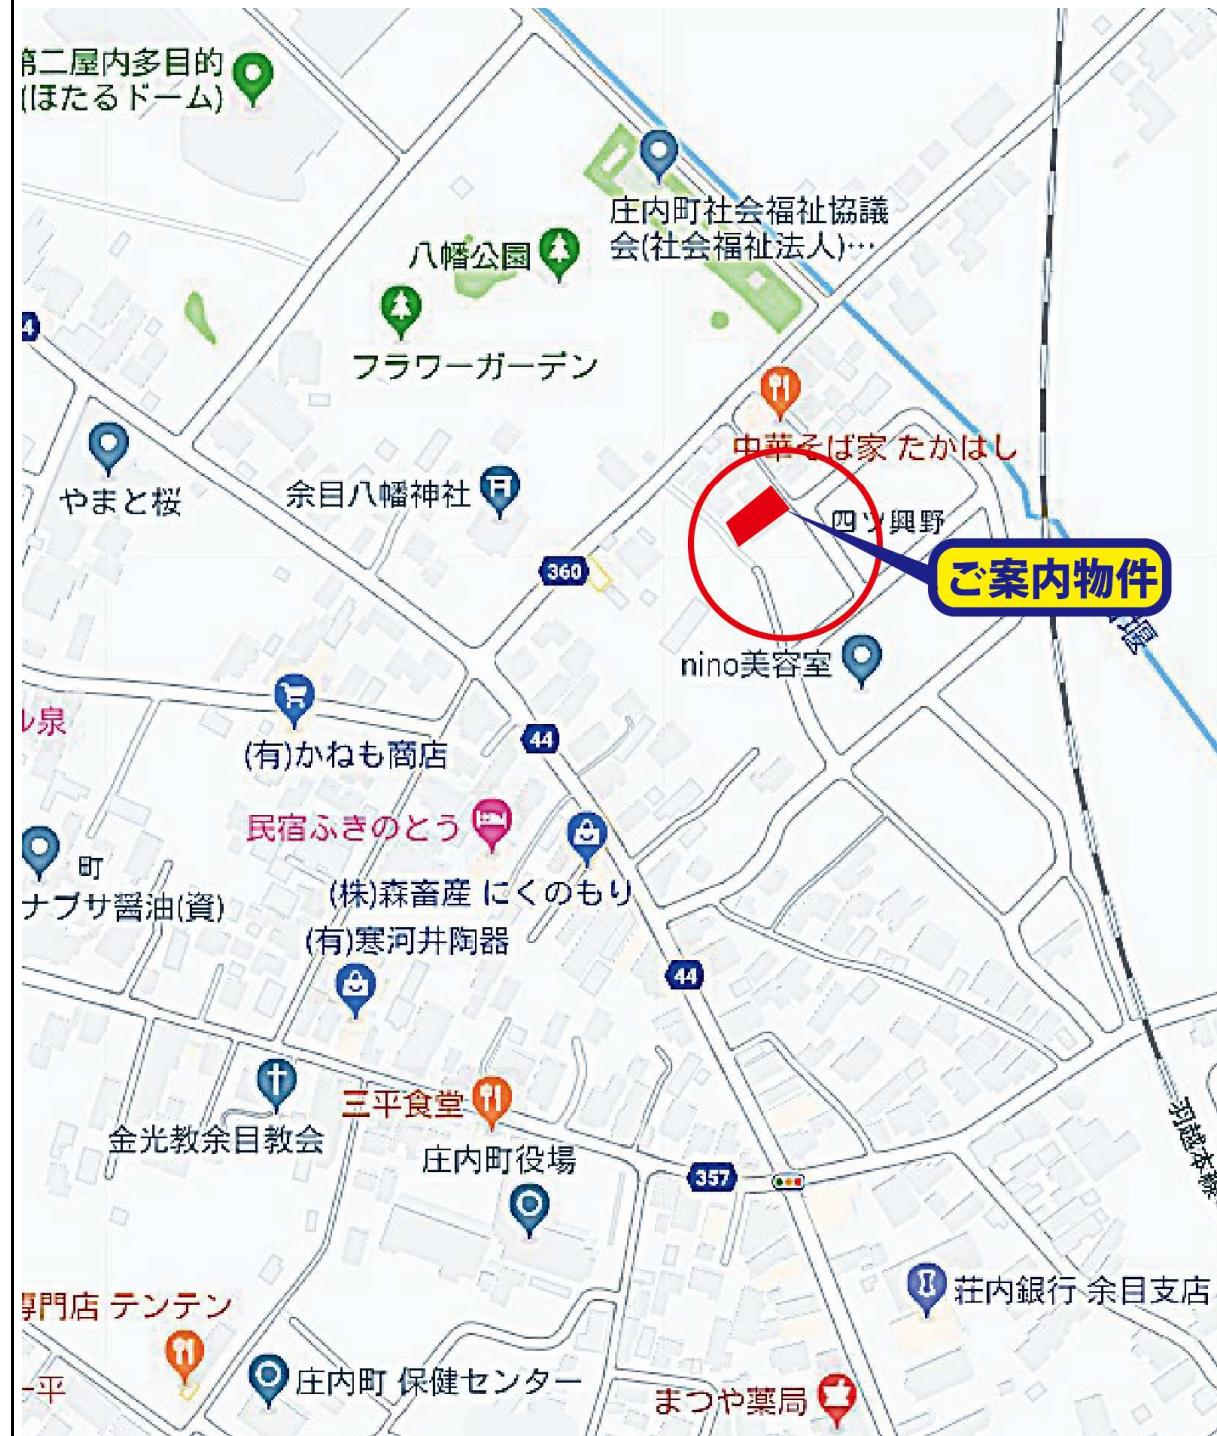 第二屋内多目的
(ほたるドーム)
庄内町社会福祉協議
会(社会福祉法人)…
八幡公園
フラワーガーデン
4
中華そば家 たかはし
やまと桜
余目八幡神社
四ツ興野
360
ご案内物件
堰
nino美容室
ル泉
44
(有)かねも商店
民宿ふきのとう
町
(株)森畜産 にくのもり
ナブサ醤油(資)
(有)寒河井陶器
44
三平食堂
羽越本線
金光教余目教会
庄内町役場
357
荘内銀行 余目支店
専門店 テンテン
庄内町 保健センター
一平
まつや薬局